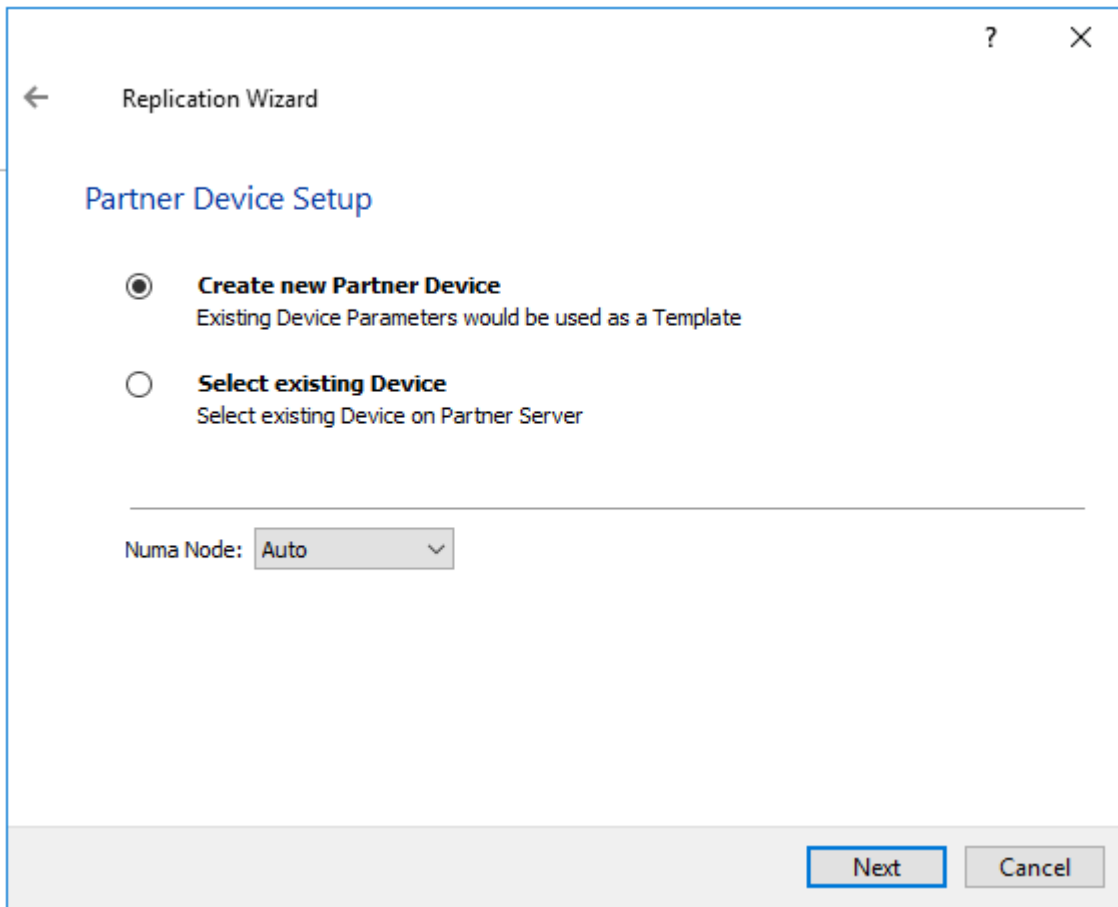 Replication Wizard
Partner Device Setup
Create new Partner Device
Existing Device Parameters would be used as a Template
Select existing Device
Select existing Device on Partner Server
Numa Node: Auto
Next Cancel